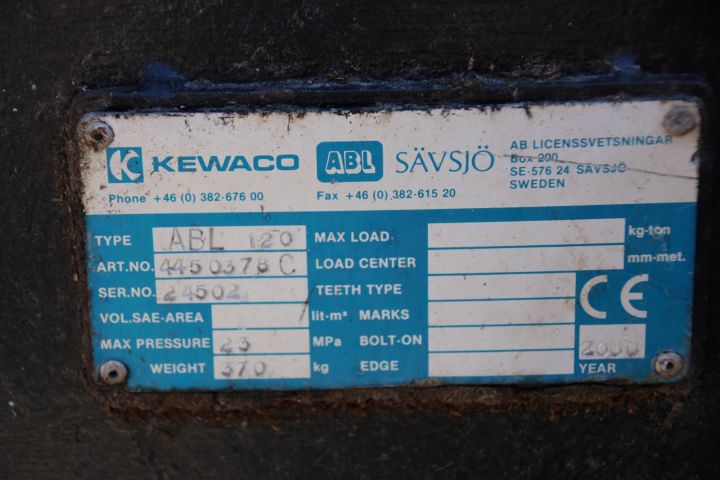 KEWACO ABL SÄVSJÖ
AB LICENSSVETSNINGAR
Box 200
SE-576 24 SÄVSJÖ
SWEDEN
Phone +46 (0) 382-676 00 Fax +46 (0) 382-615 20
TYPE ABL 120 MAX LOAD kg-ton
ART.NO. 4450378 C LOAD CENTER mm-met.
SER.NO. 24502 TEETH TYPE CE
VOL.SAE-AREA lit-m² MARKS
MAX PRESSURE 23 MPa BOLT-ON 2000
WEIGHT 370 kg EDGE YEAR